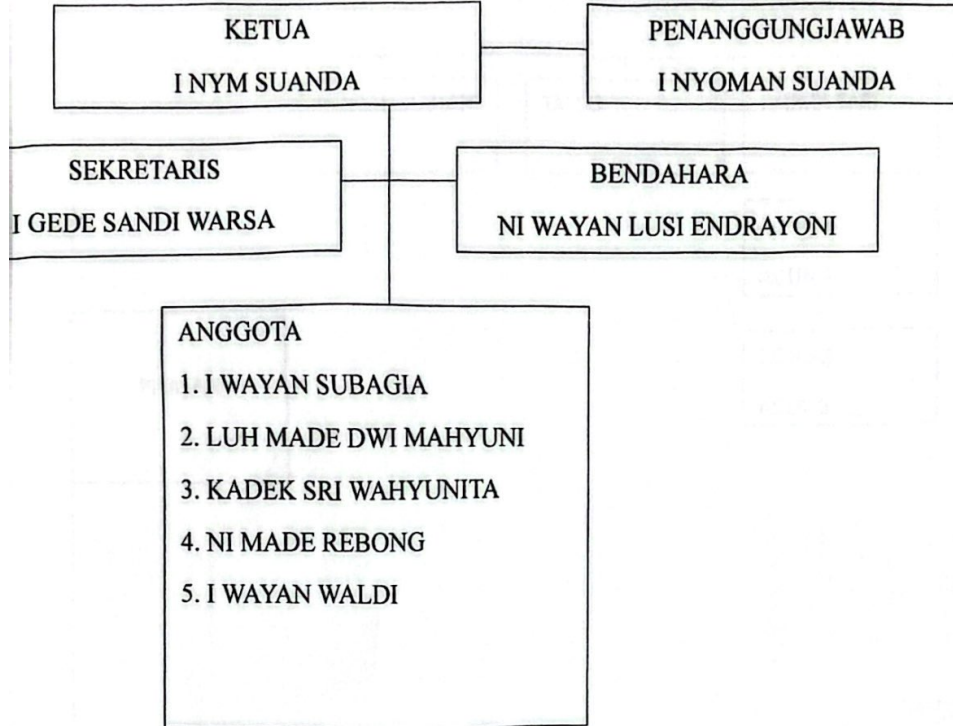 KETUA
I NYM SUANDA
PENANGGUNGJAWAB
I NYOMAN SUANDA
SEKRETARIS
I GEDE SANDI WARSA
BENDAHARA
NI WAYAN LUSI ENDRAYONI
ANGGOTA
1. I WAYAN SUBAGIA
2. LUH MADE DWI MAHYUNI
3. KADEK SRI WAHYUNITA
4. NI MADE REBONG
5. I WAYAN WALDI